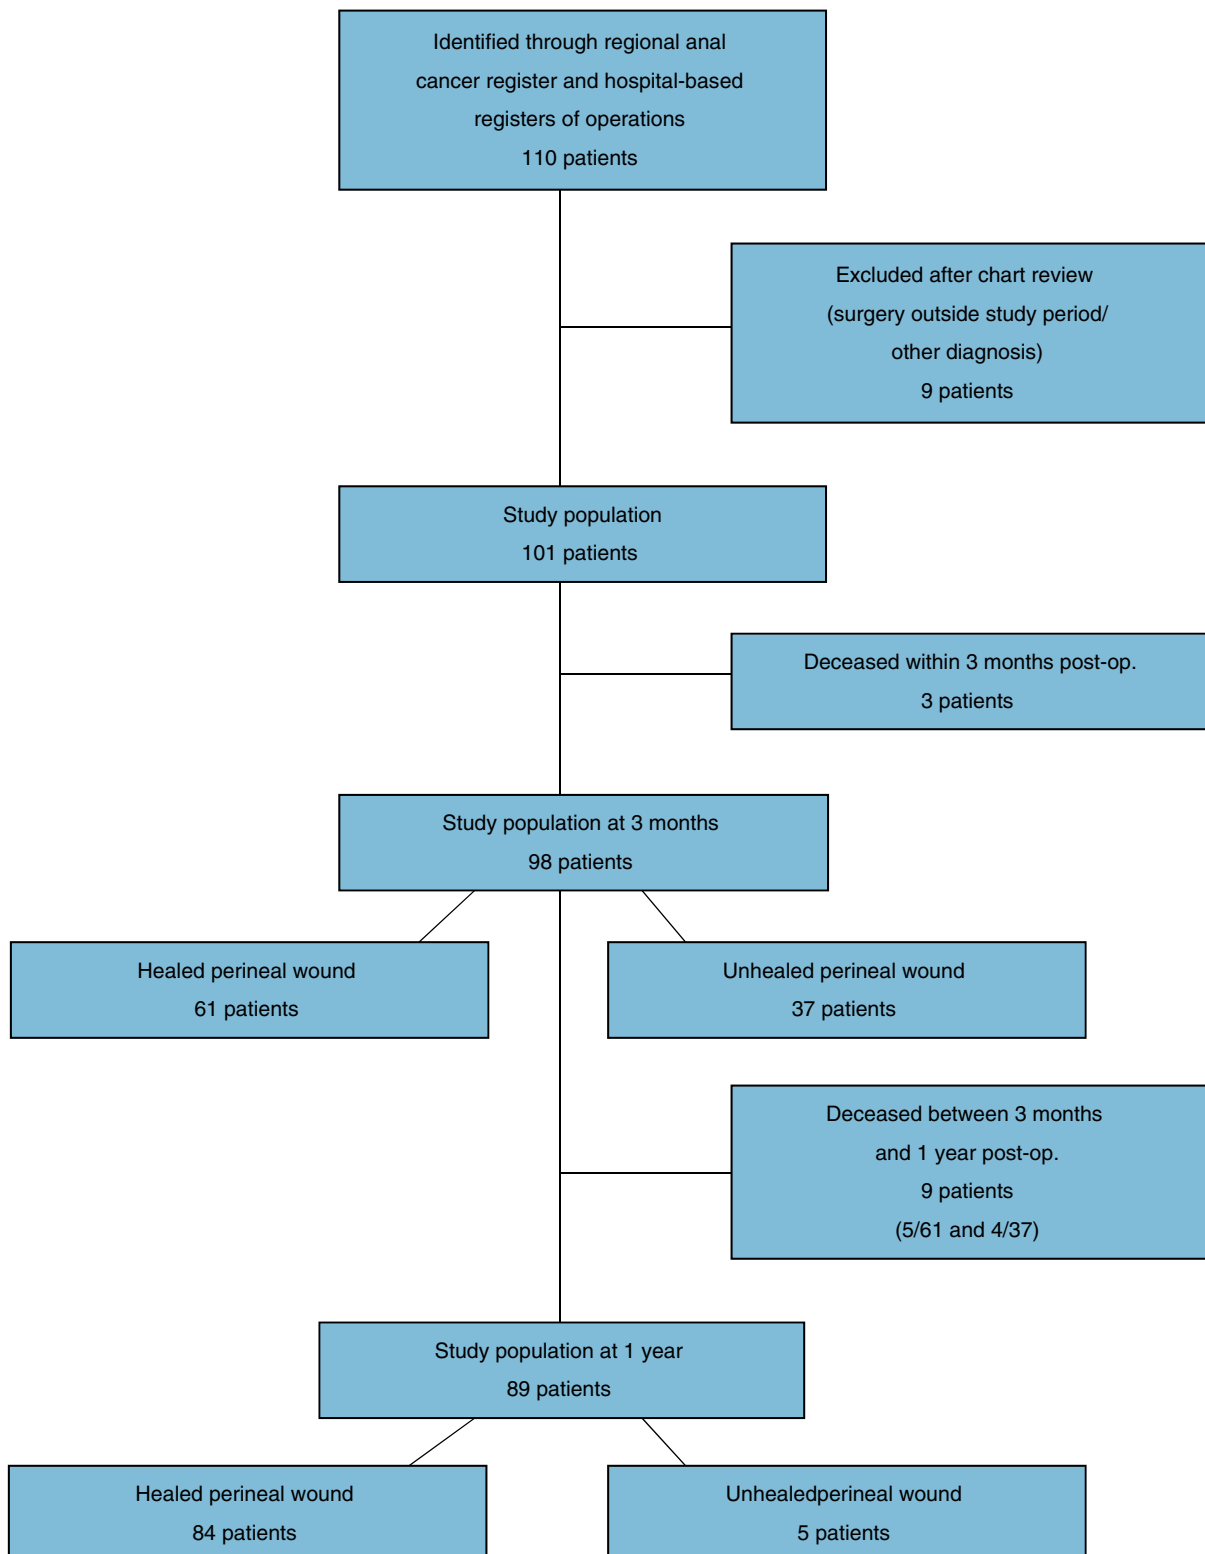 Identified through regional anal
cancer register and hospital-based
registers of operations
110 patients
Excluded after chart review
(surgery outside study period/
other diagnosis)
9 patients
Study population
101 patients
Deceased within 3 months post-op.
3 patients
Study population at 3 months
98 patients
Healed perineal wound
61 patients
Unhealed perineal wound
37 patients
Deceased between 3 months
and 1 year post-op.
9 patients
(5/61 and 4/37)
Study population at 1 year
89 patients
Healed perineal wound
84 patients
Unhealedperineal wound
5 patients